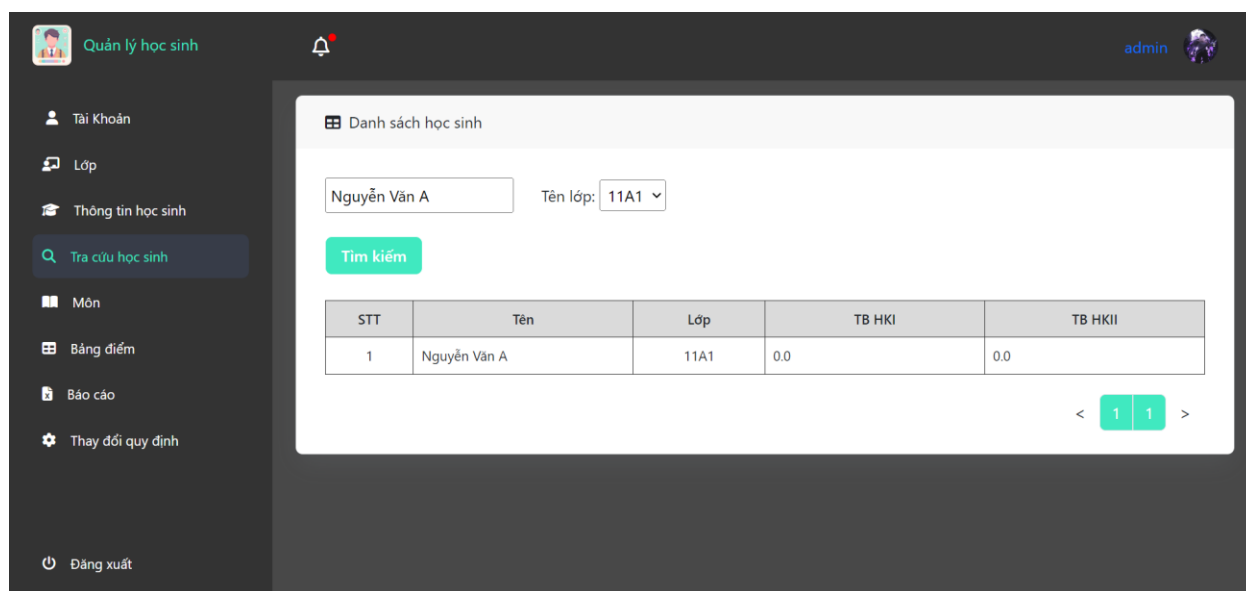 Quản lý học sinh
admin
Tài Khoản
Lớp
Thông tin học sinh
Tra cứu học sinh
Môn
Bảng điểm
Báo cáo
Thay đổi quy định
Đăng xuất
Danh sách học sinh
Nguyễn Văn A Tên lớp: 11A1
Tìm kiếm
STT Tên Lớp TB HKI TB HKII
1 Nguyễn Văn A 11A1 0.0 0.0
< 1 1 >